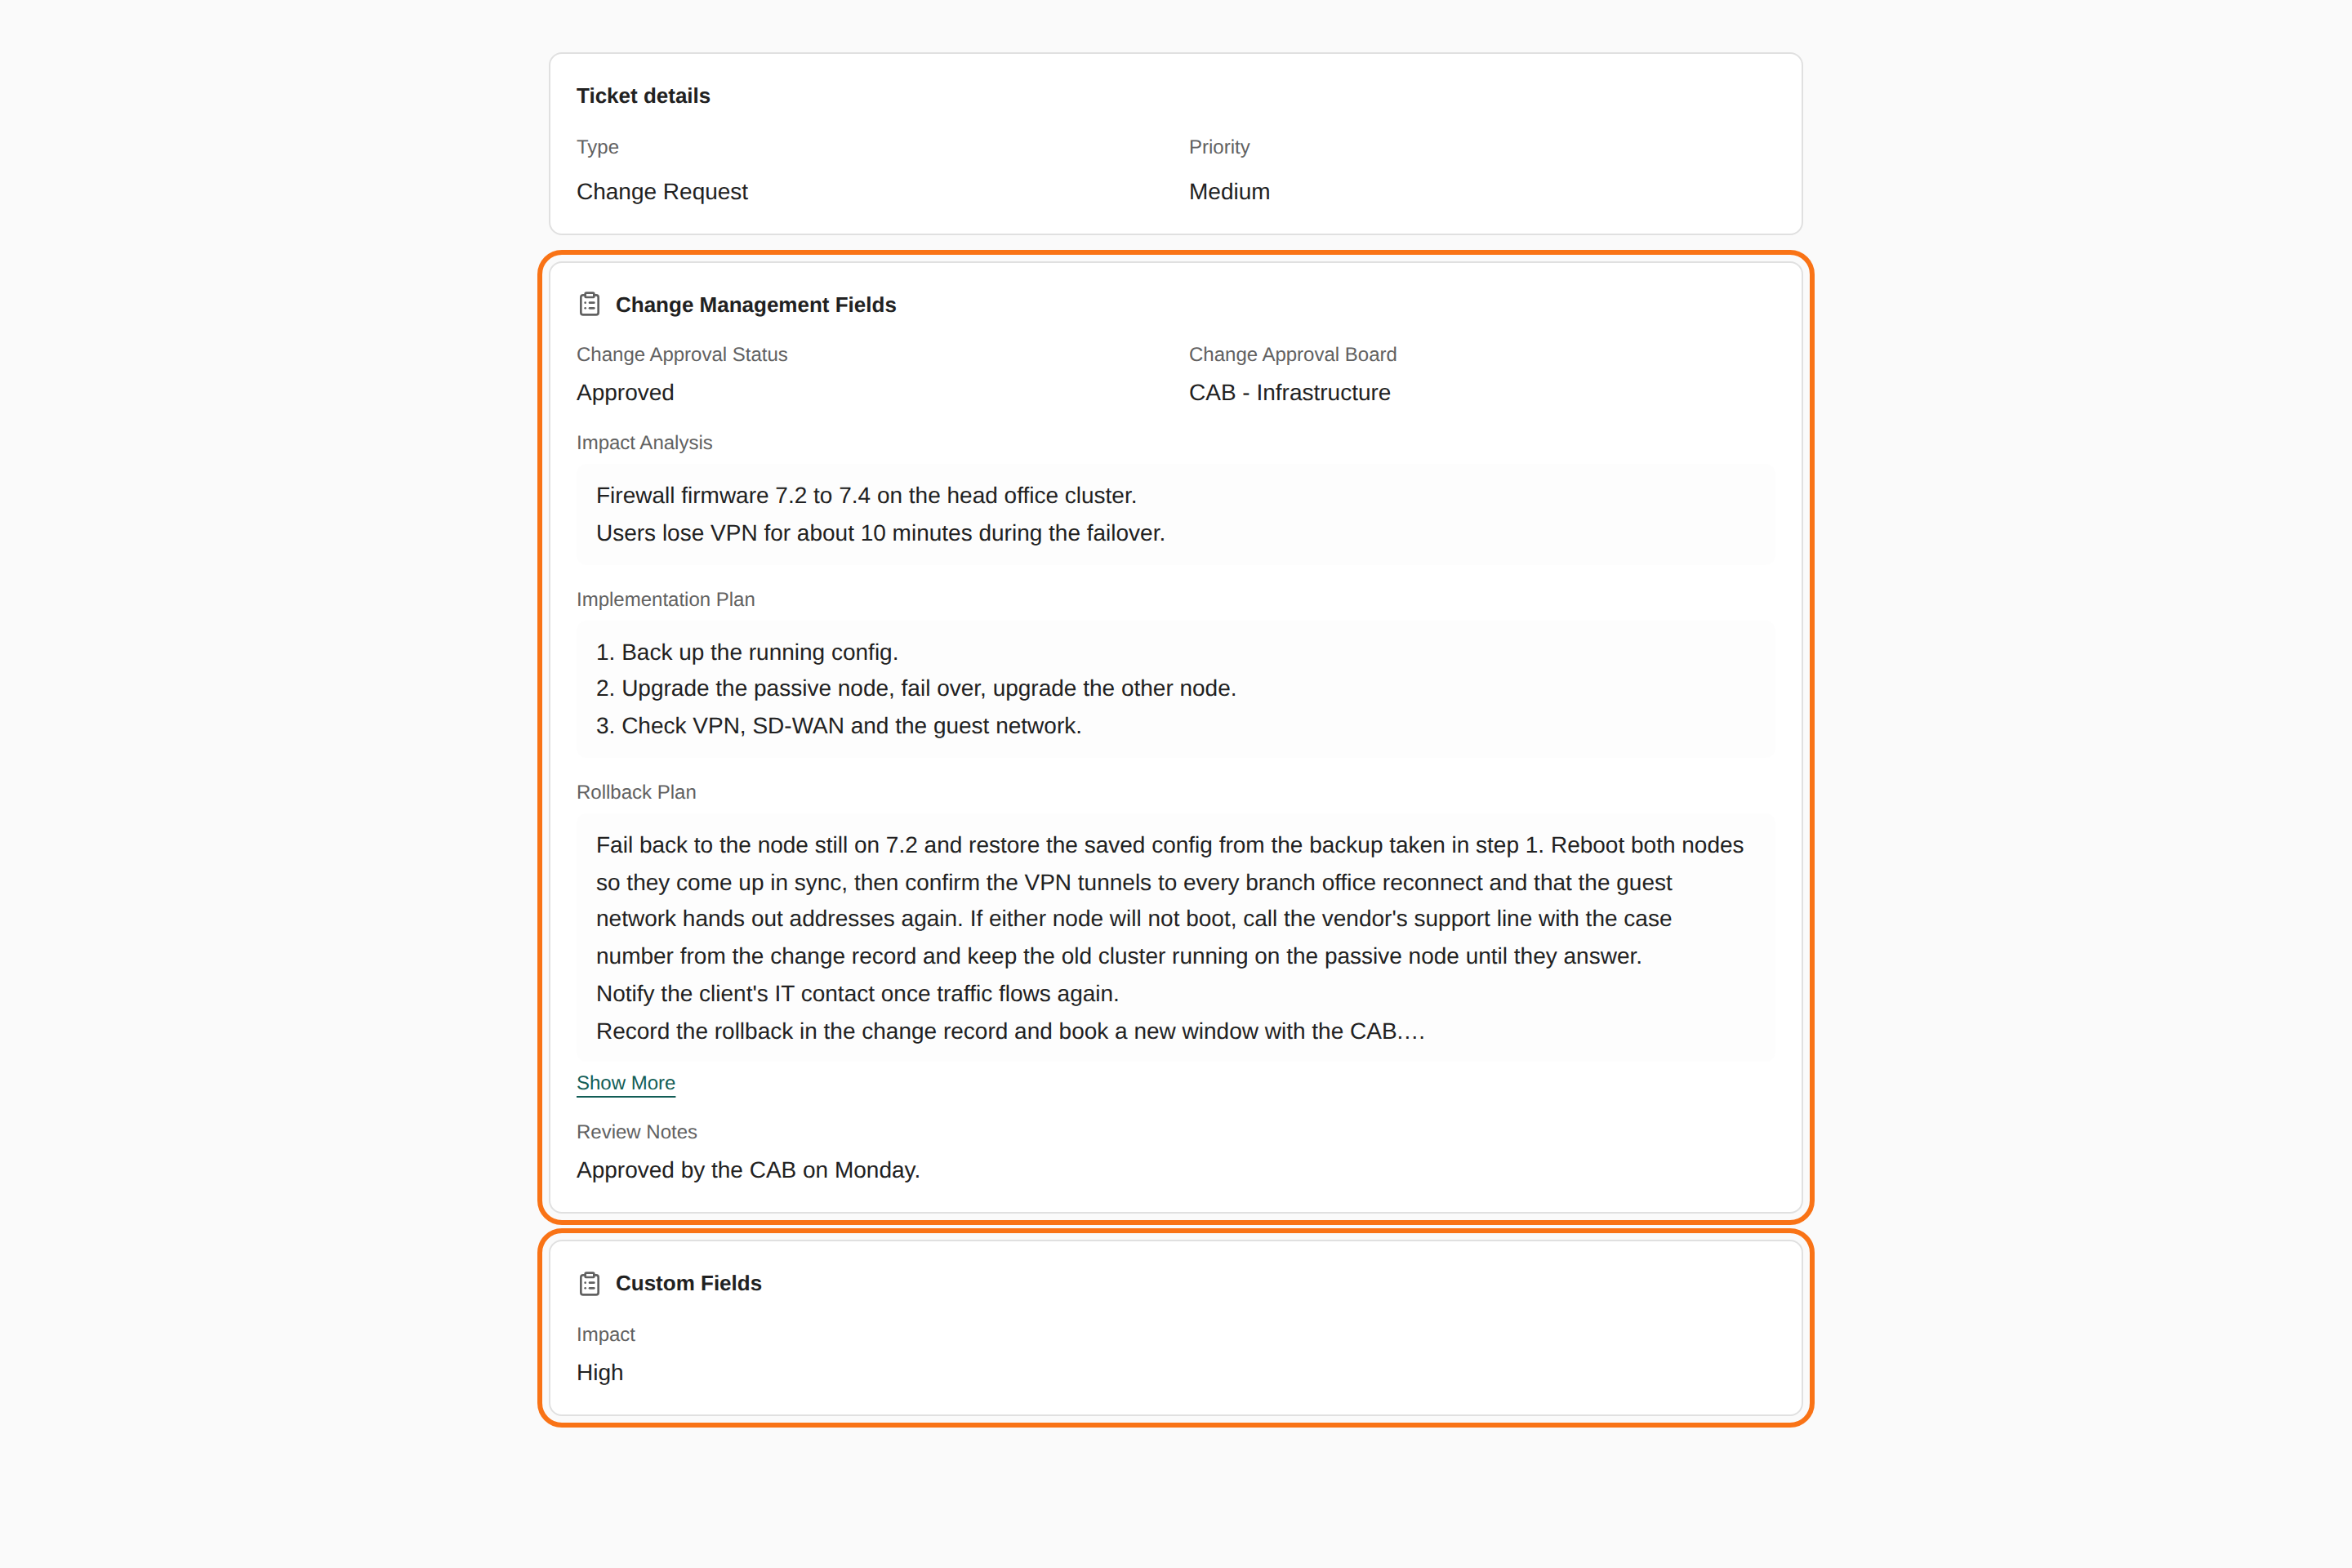 Ticket details
Type
Priority
Change Request
Medium
Change Management Fields
Change Approval Status
Change Approval Board
Approved
CAB - Infrastructure
Impact Analysis
Firewall firmware 7.2 to 7.4 on the head office cluster.
Users lose VPN for about 10 minutes during the failover.
Implementation Plan
1. Back up the running config.
2. Upgrade the passive node, fail over, upgrade the other node.
3. Check VPN, SD-WAN and the guest network.
Rollback Plan
Fail back to the node still on 7.2 and restore the saved config from the backup taken in step 1. Reboot both nodes
so they come up in sync, then confirm the VPN tunnels to every branch office reconnect and that the guest
network hands out addresses again. If either node will not boot, call the vendor's support line with the case
number from the change record and keep the old cluster running on the passive node until they answer.
Notify the client's IT contact once traffic flows again.
Record the rollback in the change record and book a new window with the CAB.…
Show More
Review Notes
Approved by the CAB on Monday.
Custom Fields
Impact
High